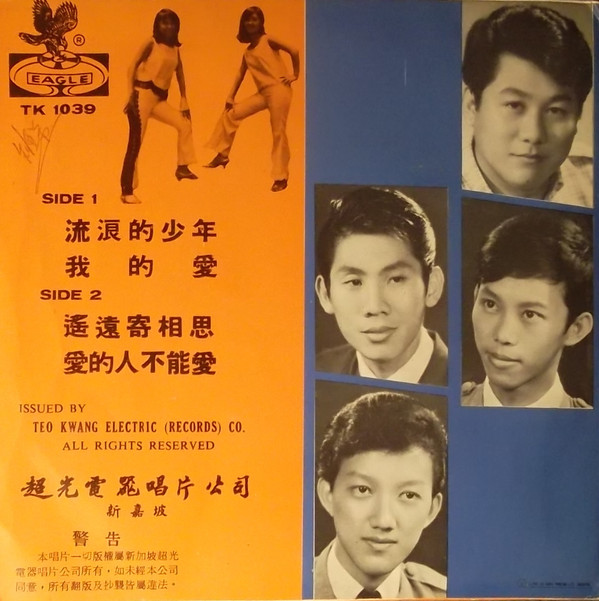 ®
EAGLE
TK 1039
SIDE 1
流浪的少年
我的愛
SIDE 2
遙遠寄相思
愛的人不能愛
ISSUED BY
TEO KWANG ELECTRIC (RECORDS) CO.
ALL RIGHTS RESERVED
超光電器唱片公司
新嘉坡
警告
本唱片一切版權屬新加坡超光
電器唱片公司所有，如未經本公司
同意，所有翻版及抄襲皆屬違法。